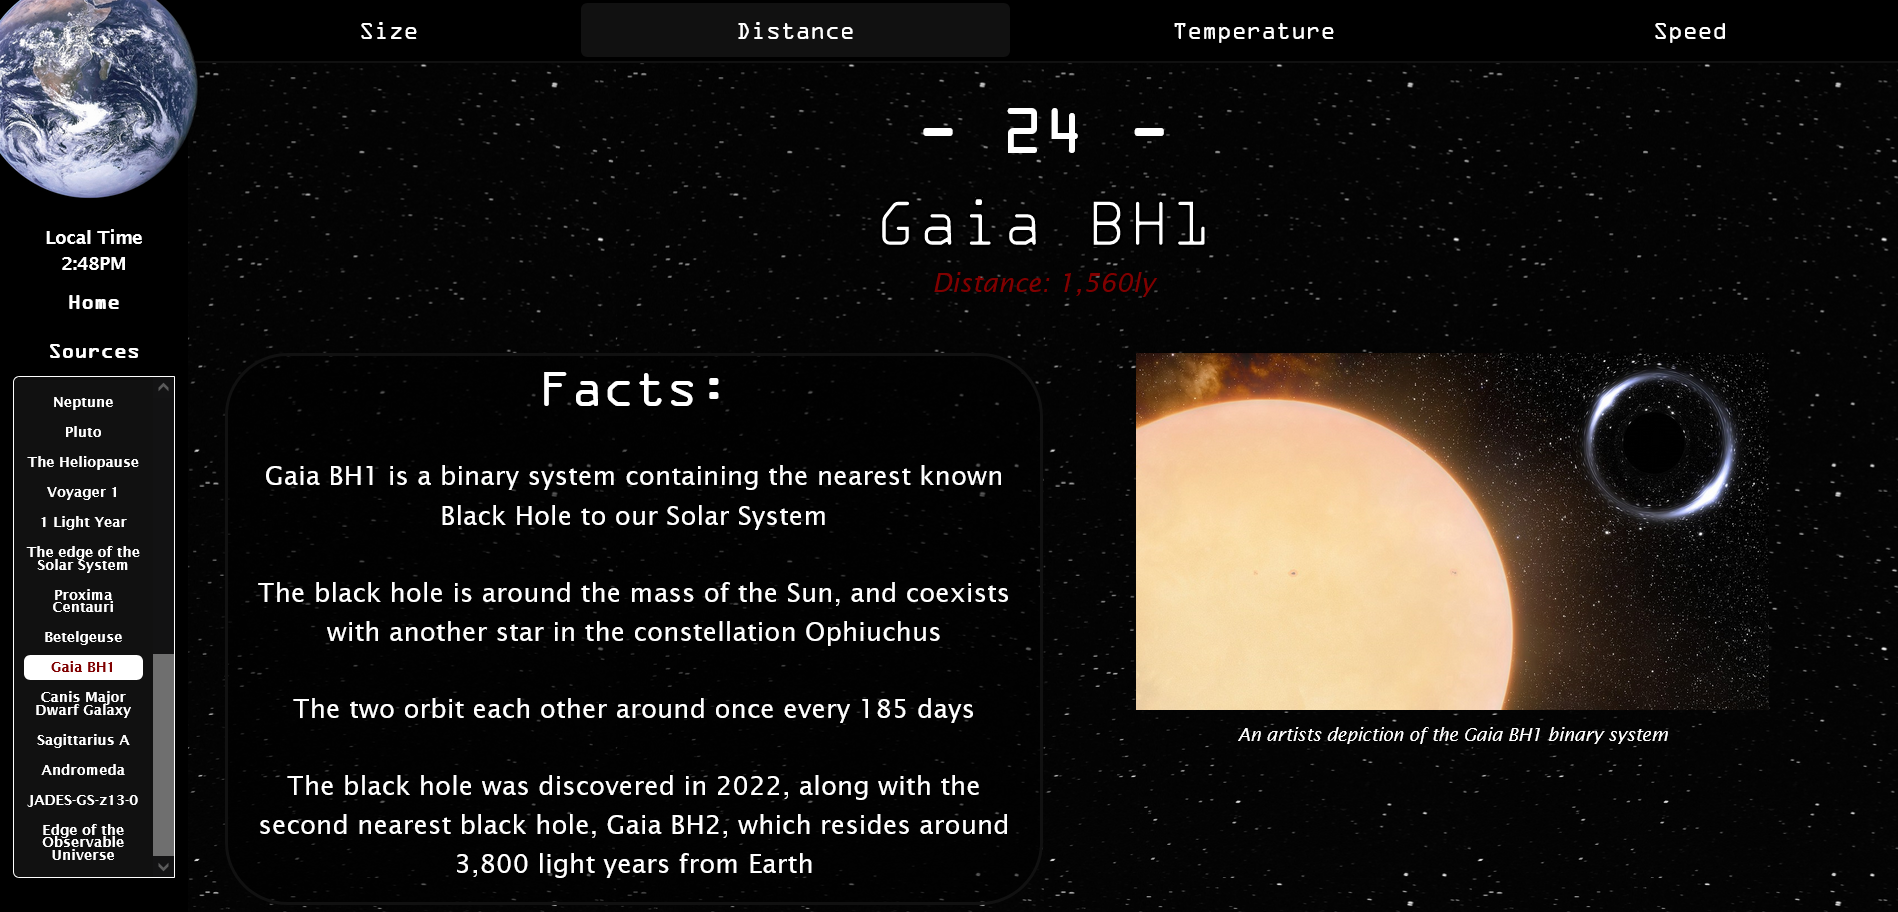 Size
Distance
Temperature
Speed
- 24 -
Gaia BH1
Distance: 1,560ly
Local Time
2:48PM
Home
Sources
Neptune
Pluto
The Heliopause
Voyager 1
1 Light Year
The edge of the
Solar System
Proxima
Centauri
Betelgeuse
Gaia BH1
Canis Major
Dwarf Galaxy
Sagittarius A
Andromeda
JADES-GS-z13-0
Edge of the
Observable
Universe
Facts:
Gaia BH1 is a binary system containing the nearest known
Black Hole to our Solar System
The black hole is around the mass of the Sun, and coexists
with another star in the constellation Ophiuchus
The two orbit each other around once every 185 days
The black hole was discovered in 2022, along with the
second nearest black hole, Gaia BH2, which resides around
3,800 light years from Earth
An artists depiction of the Gaia BH1 binary system